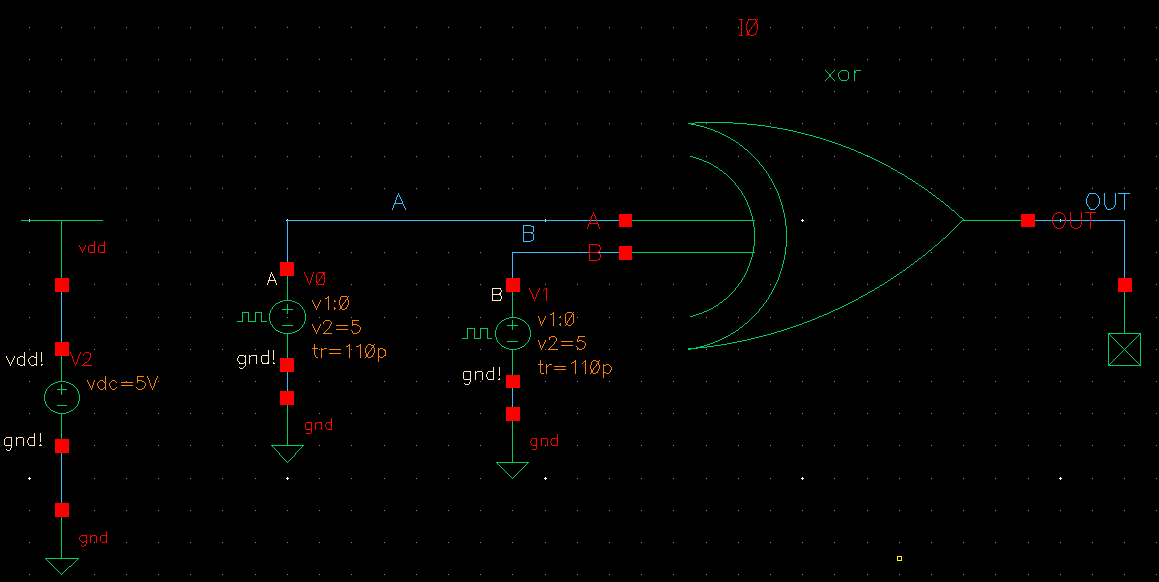 I0
xor
vdd
vdd!
V2
vdc=5V
gnd!
gnd
A
A
V0
v1:0
v2=5
tr=110p
gnd!
gnd
B
B
V1
v1:0
v2=5
tr=110p
gnd!
gnd
A
B
OUT
OUT